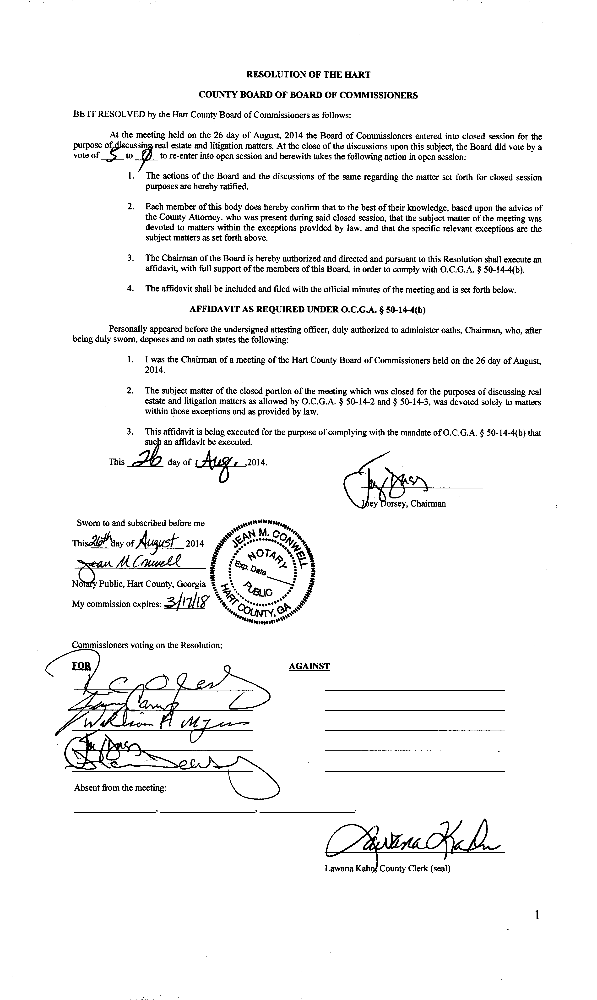 RESOLUTION OF THE HART
COUNTY BOARD OF BOARD OF COMMISSIONERS
BE IT RESOLVED by the Hart County Board of Commissioners as follows:
At the meeting held on the 26 day of August, 2014 the Board of Commissioners entered into closed session for the
purpose of discussing real estate and litigation matters. At the close of the discussions upon this subject, the Board did vote by a
vote of 5 to 0 to re-enter into open session and herewith takes the following action in open session:
1. The actions of the Board and the discussions of the same regarding the matter set forth for closed session
purposes are hereby ratified.
2. Each member of this body does hereby confirm that to the best of their knowledge, based upon the advice of
the County Attorney, who was present during said closed session, that the subject matter of the meeting was
devoted to matters within the exceptions provided by law, and that the specific relevant exceptions are the
subject matters as set forth above.
3. The Chairman of the Board is hereby authorized and directed and pursuant to this Resolution shall execute an
affidavit, with full support of the members of this Board, in order to comply with O.C.G.A. § 50-14-4(b).
4. The affidavit shall be included and filed with the official minutes of the meeting and is set forth below.
AFFIDAVIT AS REQUIRED UNDER O.C.G.A. § 50-14-4(b)
Personally appeared before the undersigned attesting officer, duly authorized to administer oaths, Chairman, who, after
being duly sworn, deposes and on oath states the following:
1. I was the Chairman of a meeting of the Hart County Board of Commissioners held on the 26 day of August,
2014.
2. The subject matter of the closed portion of the meeting which was closed for the purposes of discussing real
estate and litigation matters as allowed by O.C.G.A. § 50-14-2 and § 50-14-3, was devoted solely to matters
within those exceptions and as provided by law.
3. This affidavit is being executed for the purpose of complying with the mandate of O.C.G.A. § 50-14-4(b) that
such an affidavit be executed.
This 26 day of Aug. ,2014.
Joey Dorsey, Chairman
Sworn to and subscribed before me
This 26th day of August 2014
Jean M Conwell
Notary Public, Hart County, Georgia
My commission expires: 3/17/18
JEAN M. CONWELL
NOTARY
Exp. Date
PUBLIC
HART COUNTY, GA
Commissioners voting on the Resolution:
FOR AGAINST
William H Myers
Absent from the meeting:
, , .
Lawana Kahn
Lawana Kahn, County Clerk (seal)
1